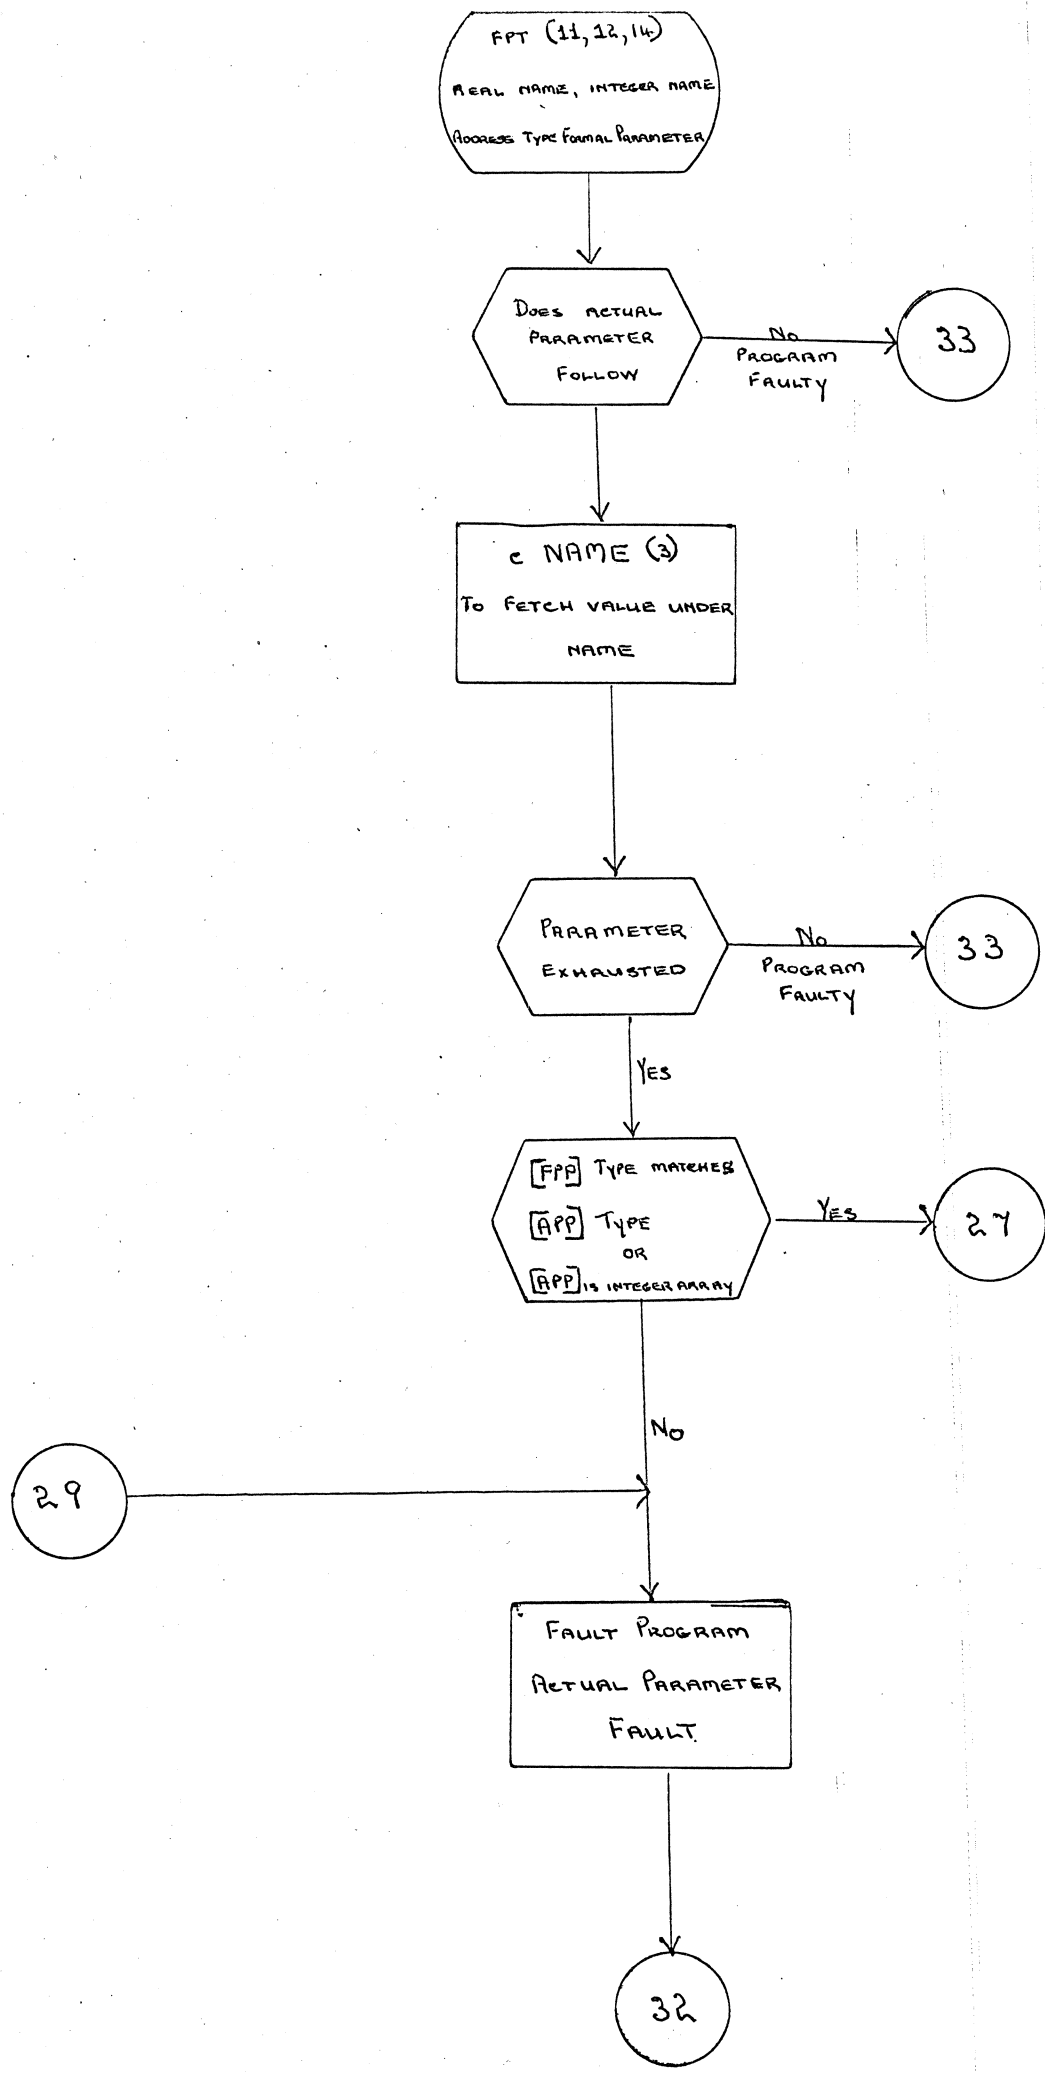 FPT (11, 12, 14)
REAL NAME, INTEGER NAME
ADDRESS TYPE FORMAL PARAMETER
DOES ACTUAL
PARAMETER
FOLLOW
NO
PROGRAM
FAULTY
33
c NAME (3)
TO FETCH VALUE UNDER
NAME
PARAMETER
EXHAUSTED
NO
PROGRAM
FAULTY
33
YES
[FPP] TYPE MATCHES
[APP] TYPE
OR
[APP] IS INTEGER ARRAY
YES
27
NO
29
FAULT PROGRAM
ACTUAL PARAMETER
FAULT.
32